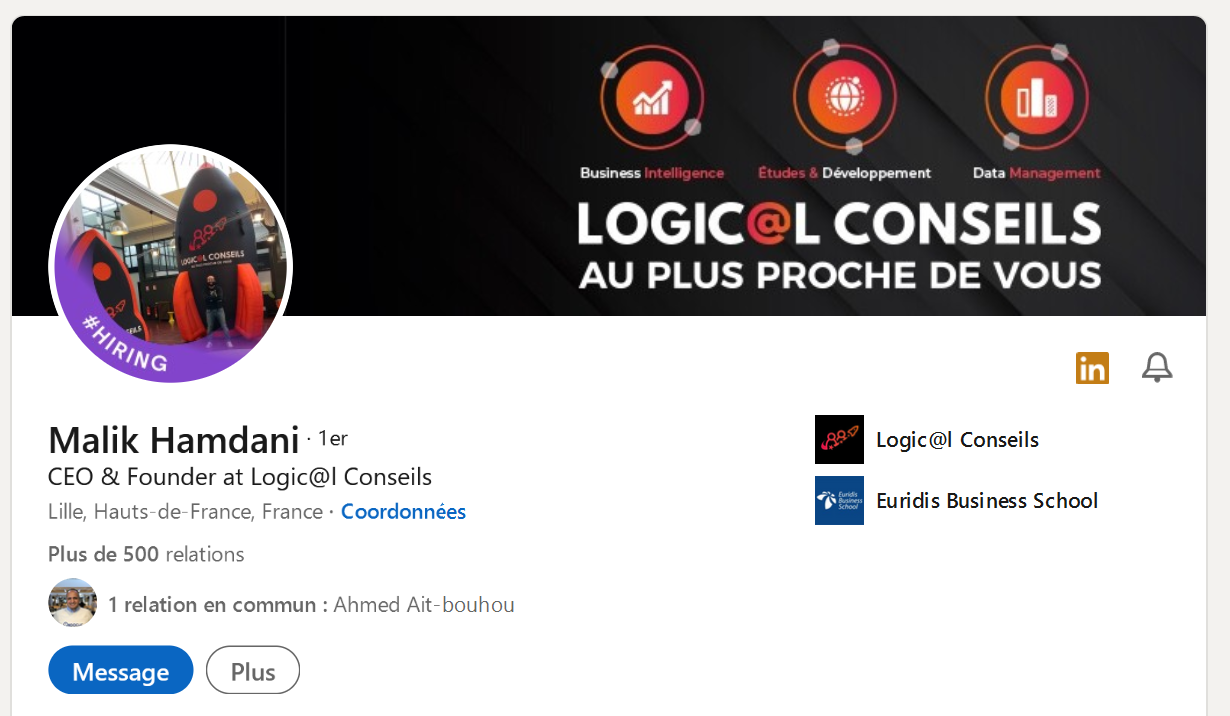 Business Intelligence
Études & Développement
Data Management
LOGIC@L CONSEILS
AU PLUS PROCHE DE VOUS
LOGIC@L CONSEILS
#HIRING
in
Malik Hamdani · 1er
CEO & Founder at Logic@l Conseils
Lille, Hauts-de-France, France · Coordonnées
Plus de 500 relations
1 relation en commun : Ahmed Ait-bouhou
Message
Plus
Logic@l Conseils
Euridis Business School
Euridis Business School